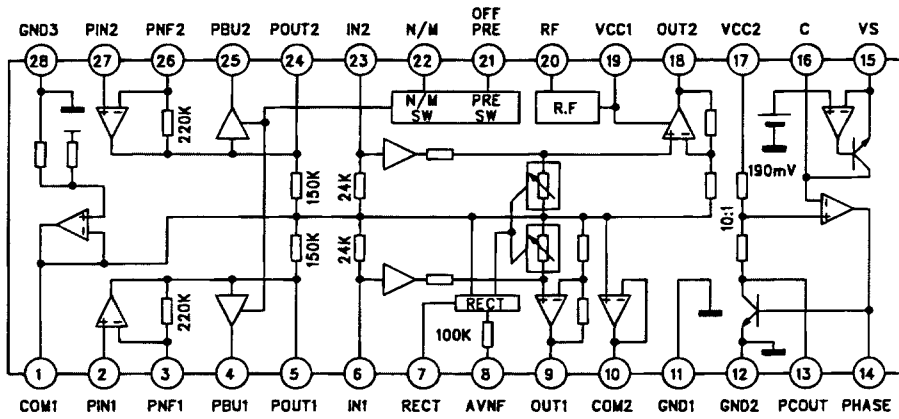 GND3 PIN2 PNF2 PBU2 POUT2 IN2 N/M OFF PRE RF VCC1 OUT2 VCC2 C VS
28 27 26 25 24 23 22 21 20 19 18 17 16 15
N/M SW PRE SW
R.F
220K
150K
24K
190mV
10:1
150K
24K
220K
RECT
100K
1 2 3 4 5 6 7 8 9 10 11 12 13 14
COM1 PIN1 PNF1 PBU1 POUT1 IN1 RECT AVNF OUT1 COM2 GND1 GND2 PCOUT PHASE